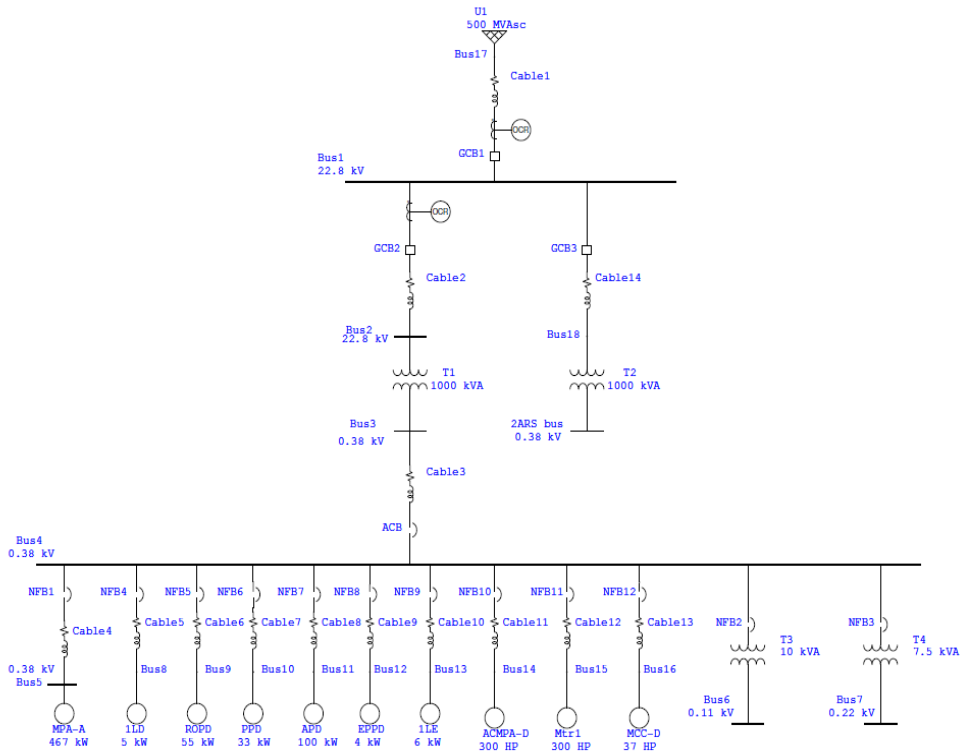 U1
500 MVAsc
Bus17
Cable1
OCR
GCB1
Bus1
22.8 kV
OCR
GCB2
GCB3
Cable2
Cable14
Bus2
22.8 kV
Bus18
T1
1000 kVA
T2
1000 kVA
Bus3
0.38 kV
2ARS bus
0.38 kV
Cable3
ACB
Bus4
0.38 kV
NFB1
NFB4
NFB5
NFB6
NFB7
NFB8
NFB9
NFB10
NFB11
NFB12
NFB2
NFB3
Cable4
Cable5
Cable6
Cable7
Cable8
Cable9
Cable10
Cable11
Cable12
Cable13
T3
10 kVA
T4
7.5 kVA
0.38 kV
Bus5
Bus8
Bus9
Bus10
Bus11
Bus12
Bus13
Bus14
Bus15
Bus16
Bus6
0.11 kV
Bus7
0.22 kV
MPA-A
467 kW
1LD
5 kW
ROPD
55 kW
PPD
33 kW
APD
100 kW
EPPD
4 kW
1LE
6 kW
ACMPA-D
300 HP
Mtr1
300 HP
MCC-D
37 HP